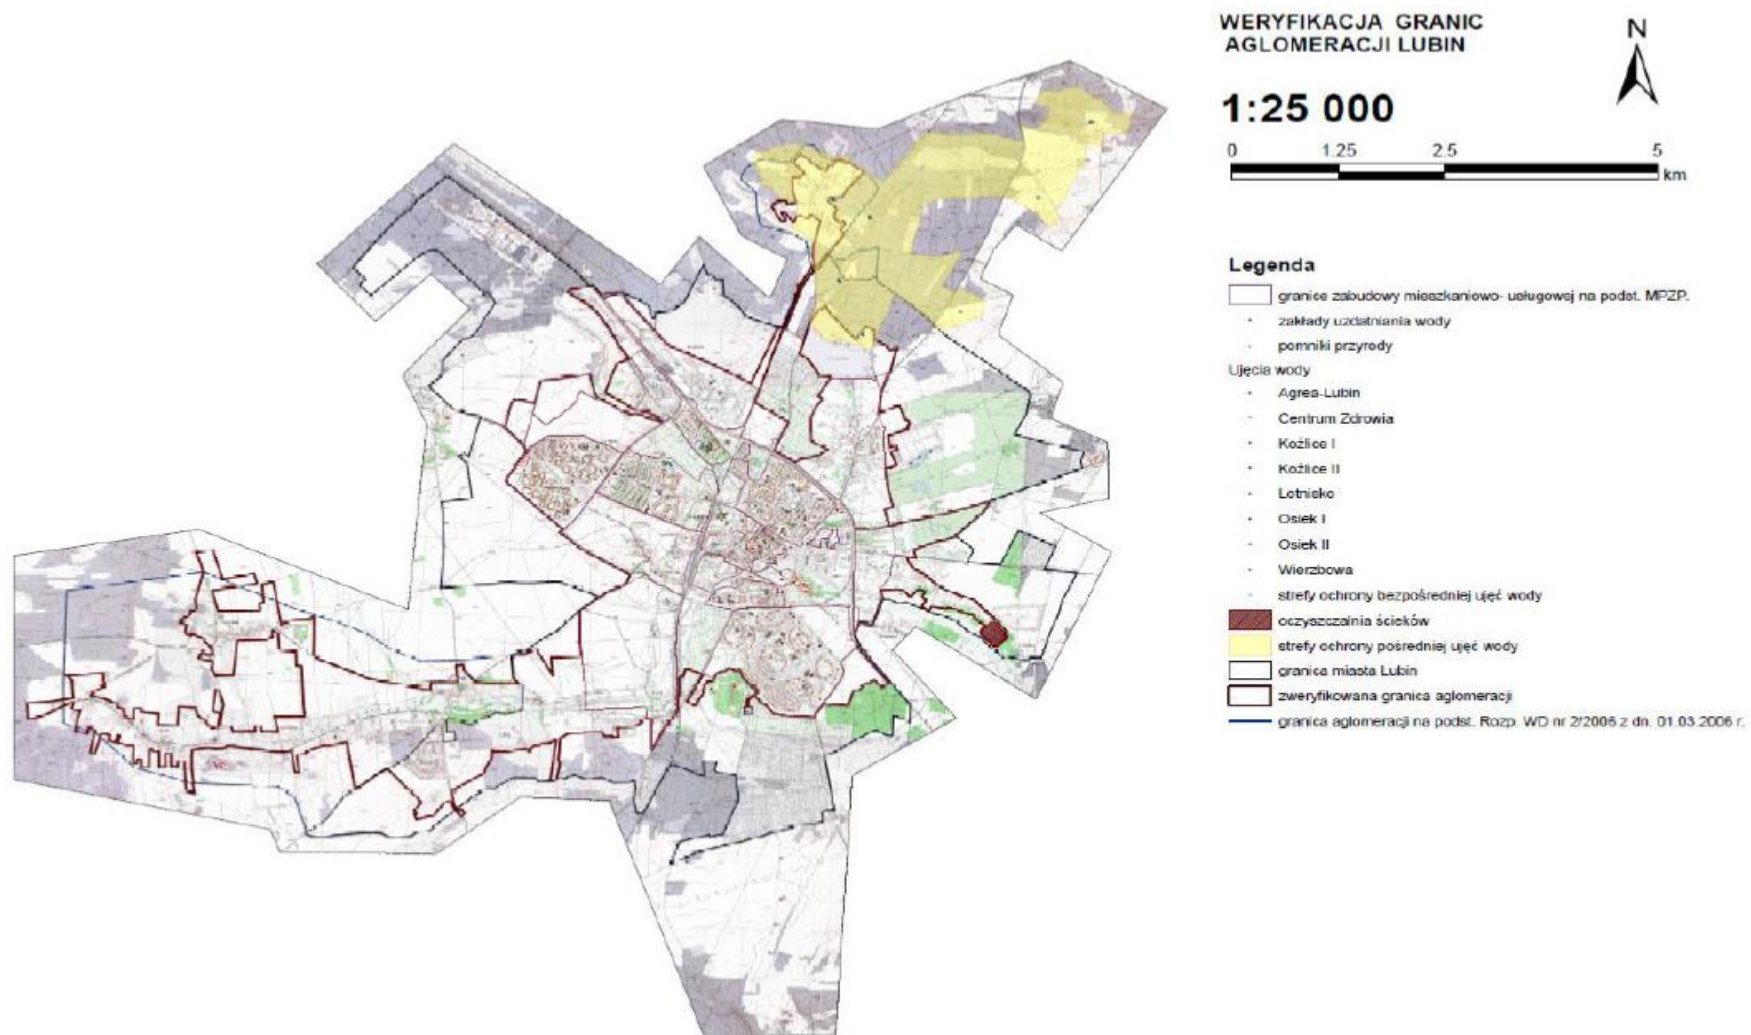 WERYFIKACJA GRANIC
AGLOMERACJI LUBIN
N
1:25 000
0 1.25 2.5 5
km
Legenda
granice zabudowy mieszkaniowo- usługowej na podst. MPZP.
zakłady uzdatniania wody
pomniki przyrody
Ujęcia wody
Agrea-Lubin
Centrum Zdrowia
Koźlice I
Koźlice II
Lotnisko
Osiek I
Osiek II
Wierzbowa
strefy ochrony bezpośredniej ujęć wody
oczyszczalnia ścieków
strefy ochrony pośredniej ujęć wody
granica miasta Lubin
zweryfikowana granica aglomeracji
granica aglomeracji na podst. Rozp. WD nr 2/2006 z dn. 01.03.2006 r.